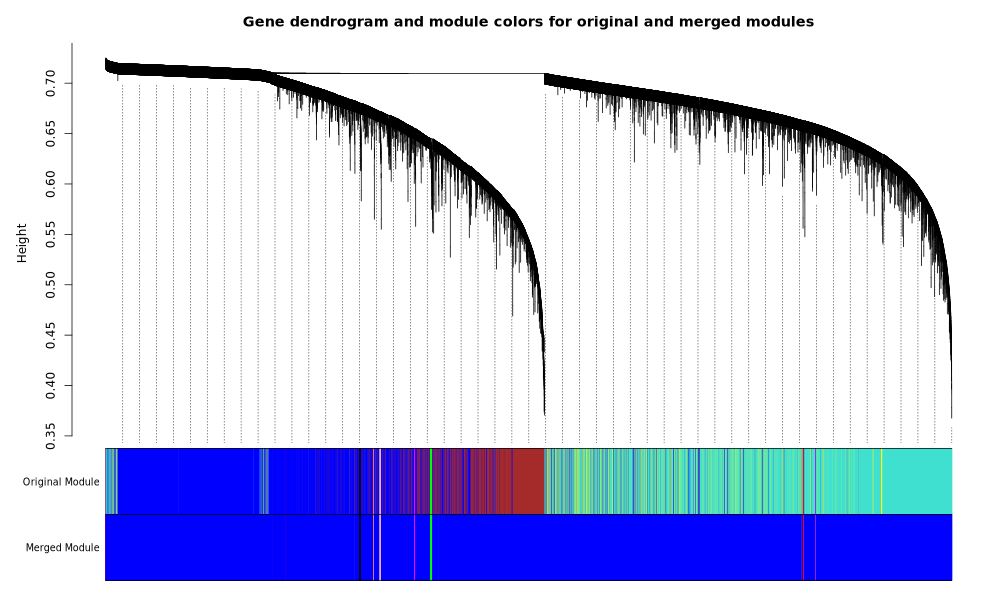 Gene dendrogram and module colors for original and merged modules
Height
0.70
0.65
0.60
0.55
0.50
0.45
0.40
0.35
Original Module
Merged Module